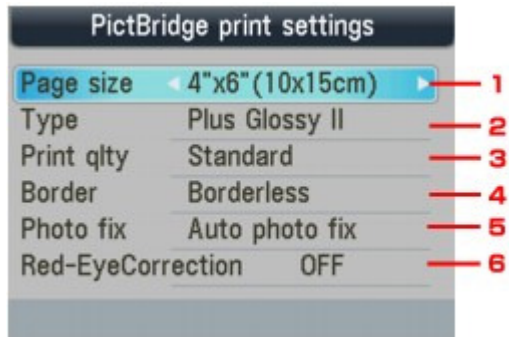 PictBridge print settings
Page size 4"x6"(10x15cm) 1
Type Plus Glossy II 2
Print qlty Standard 3
Border Borderless 4
Photo fix Auto photo fix 5
Red-EyeCorrection OFF 6